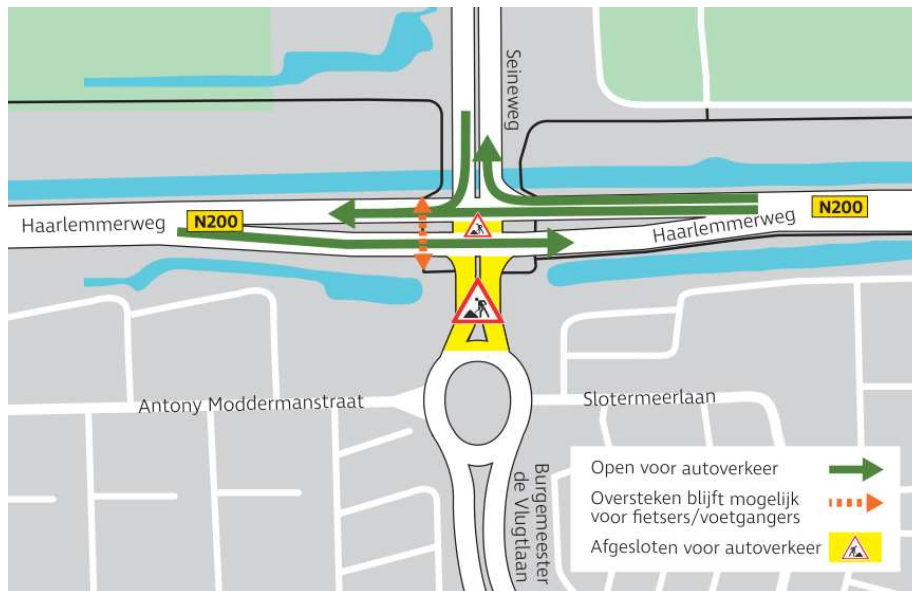 Seineweg
Haarlemmerweg
N200
Haarlemmerweg
N200
Antony Moddermanstraat
Slotermeerlaan
Burgemeester
de Vlugtlaan
Open voor autoverkeer
Oversteken blijft mogelijk
voor fietsers/voetgangers
Afgesloten voor autoverkeer